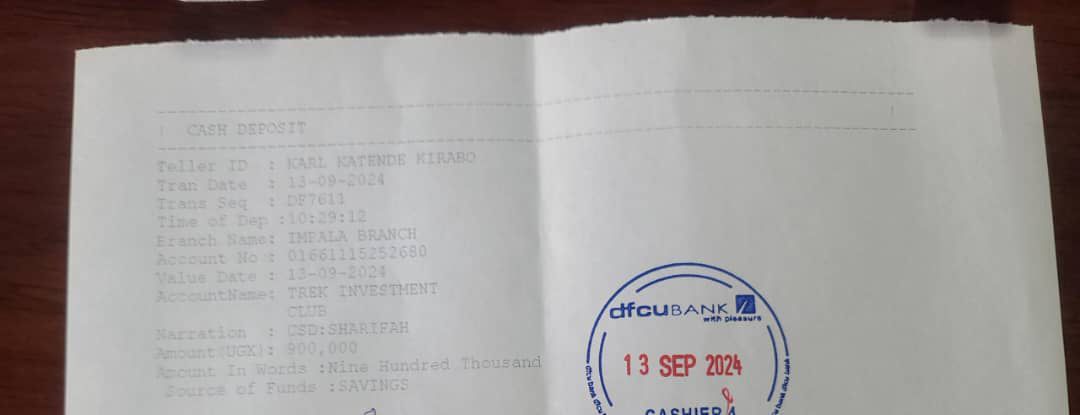 CASH DEPOSIT
Teller ID : KARL KATENDE KIRABO
Tran Date : 13-09-2024
Trans Seq : DF7611
Time of Dep :10:29:12
Branch Name: IMPALA BRANCH
Account No : 01661115252680
Value Date : 13-09-2024
AccountName: TREK INVESTMENT
CLUB
Narration : CSD:SHARIFAH
Amount(UGX): 900,000
Amount In Words :Nine Hundred Thousand
Source of Funds :SAVINGS
dfcu BANK
with pleasure
13 SEP 2024
CASHIER 4